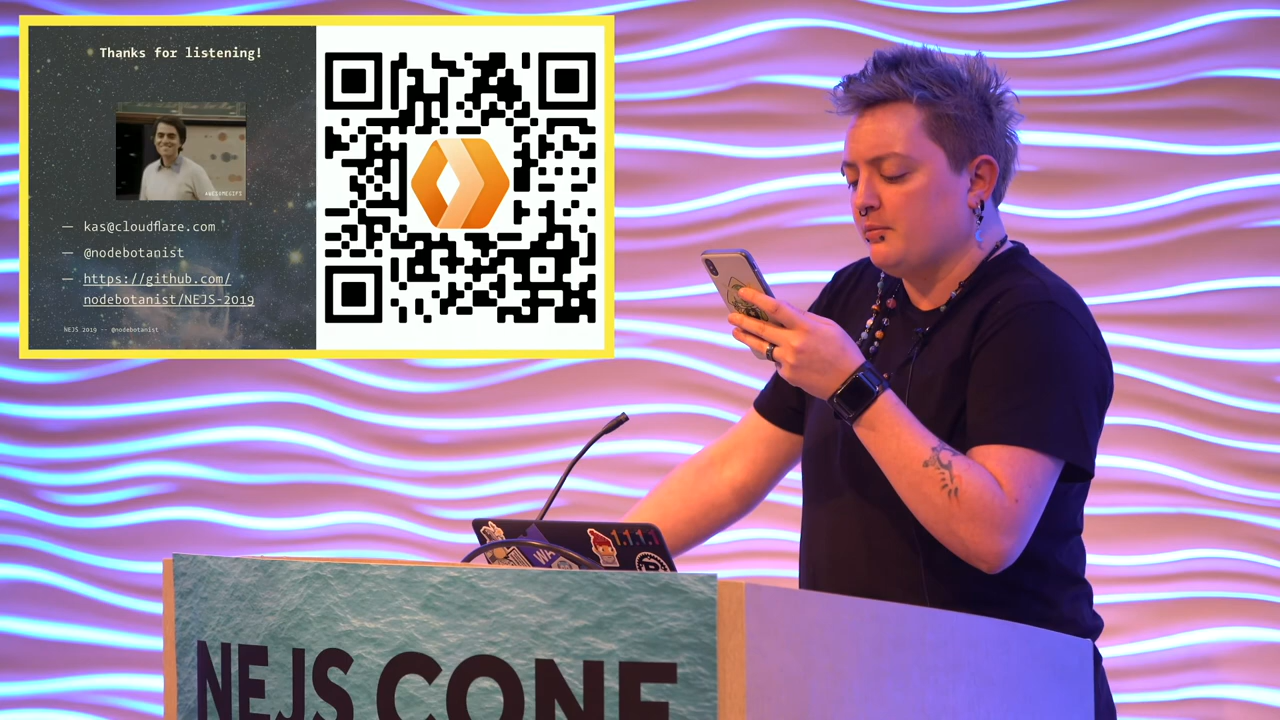 Thanks for listening!
AWESOMEGIFS
— kas@cloudflare.com
— @nodebotanist
— https://github.com/
nodebotanist/NEJS-2019
NEJS 2019 -- @nodebotanist
1.1.1.1
NEJS CONF